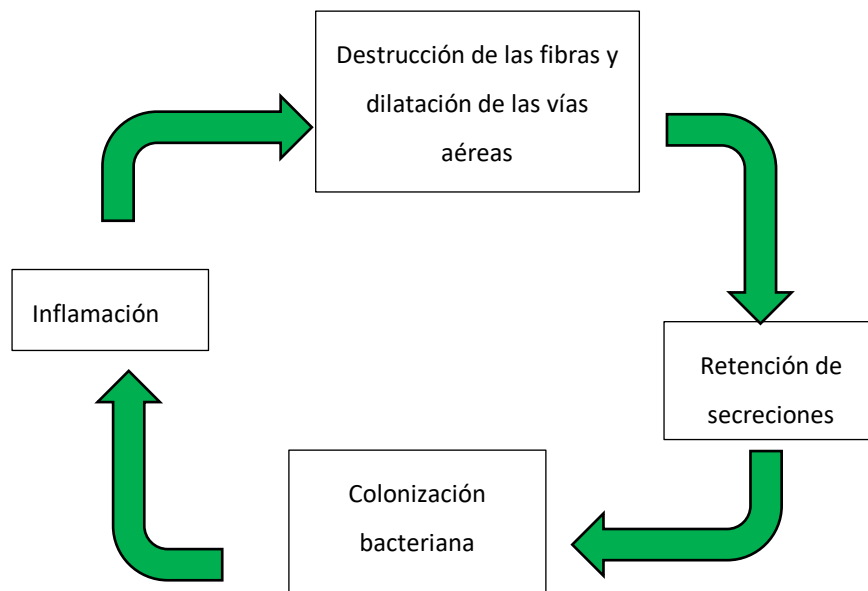 Destrucción de las fibras y
dilatación de las vías
aéreas
Inflamación
Retención de
secreciones
Colonización
bacteriana